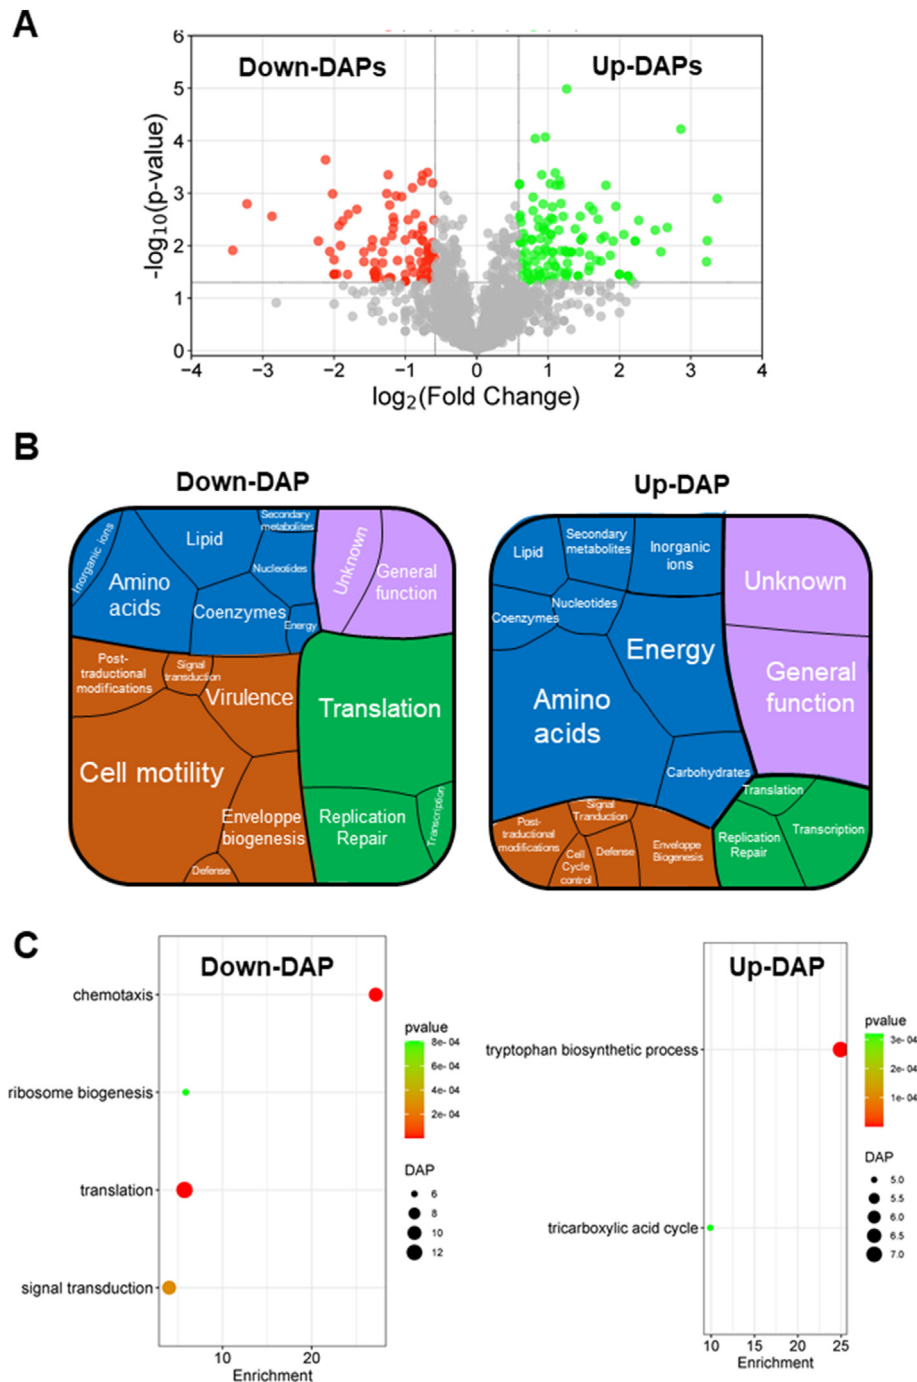 A
Down-DAPs
Up-DAPs
-log10(p-value)
6
5
4
3
2
1
0
−4
−3
−2
−1
0
1
2
3
4
log2(Fold Change)
B
Down-DAP
Inorganic ions
Lipid
Secondary
metabolites
Amino
acids
Nucleotides
Coenzymes
Energy
Unknown
General
function
Post-
traductional
modifications
Signal
transduction
Virulence
Translation
Cell motility
Enveloppe
biogenesis
Defense
Replication
Repair
Transcription
Up-DAP
Lipid
Secondary
metabolites
Inorganic
ions
Unknown
Coenzymes
Nucleotides
Energy
General
function
Amino
acids
Carbohydrates
Post-
traductional
modifications
Signal
Tranduction
Cell
Cycle
control
Defense
Enveloppe
Biogenesis
Translation
Replication
Repair
Transcription
C
Down-DAP
chemotaxis
ribosome biogenesis
translation
signal transduction
10
20
Enrichment
pvalue
8e-04
6e-04
4e-04
2e-04
DAP
6
8
10
12
Up-DAP
tryptophan biosynthetic process
tricarboxylic acid cycle
10
15
20
25
Enrichment
pvalue
3e-04
2e-04
1e-04
DAP
5.0
5.5
6.0
6.5
7.0